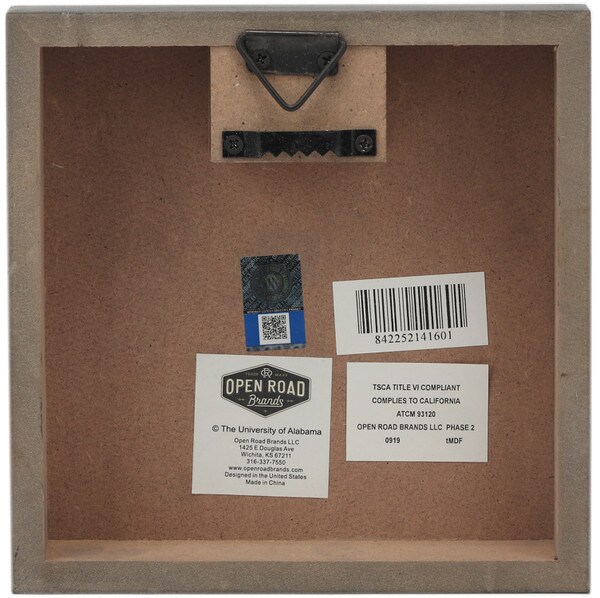 842252141601
TRADE MARK
OPEN ROAD
Brands
© The University of Alabama
Open Road Brands LLC
1425 E Douglas Ave
Wichita, KS 67211
316-337-7550
www.openroadbrands.com
Designed in the United States
Made in China
TSCA TITLE VI COMPLIANT
COMPLIES TO CALIFORNIA
ATCM 93120
OPEN ROAD BRANDS LLC PHASE 2
0919 tMDF